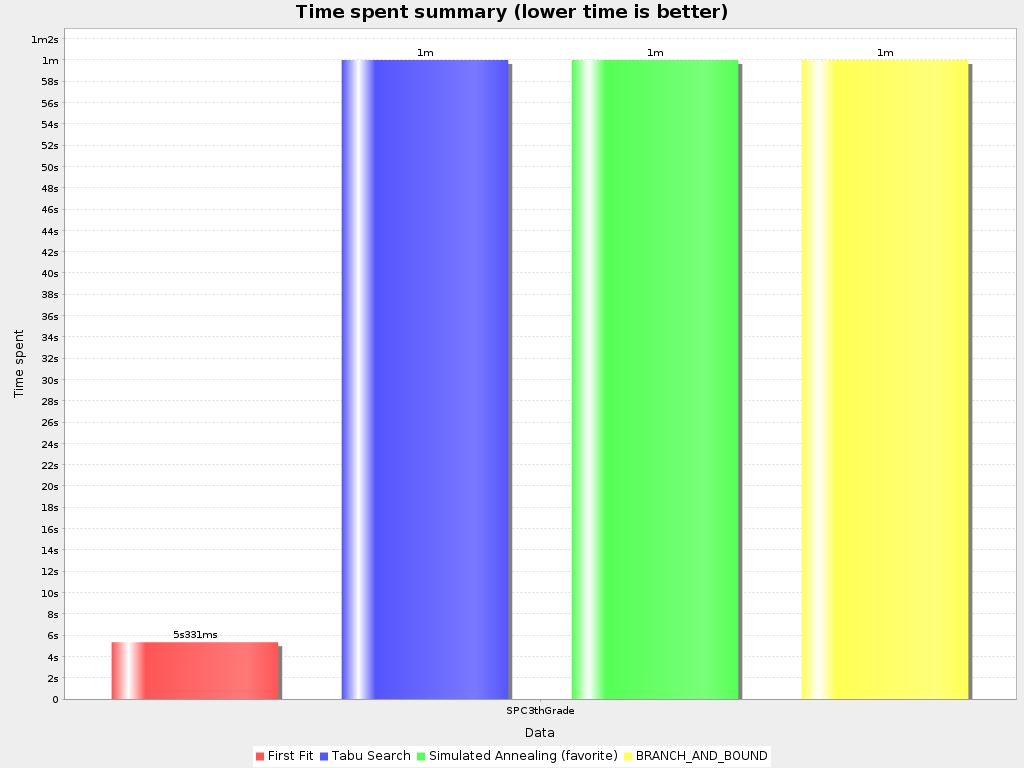 Time spent summary (lower time is better)
1m2s
1m
58s
56s
54s
52s
50s
48s
46s
44s
42s
40s
38s
36s
34s
32s
30s
28s
26s
24s
22s
20s
18s
16s
14s
12s
10s
8s
6s
4s
2s
0
Time spent
5s331ms
1m
1m
1m
SPC3thGrade
Data
First Fit Tabu Search Simulated Annealing (favorite) BRANCH_AND_BOUND